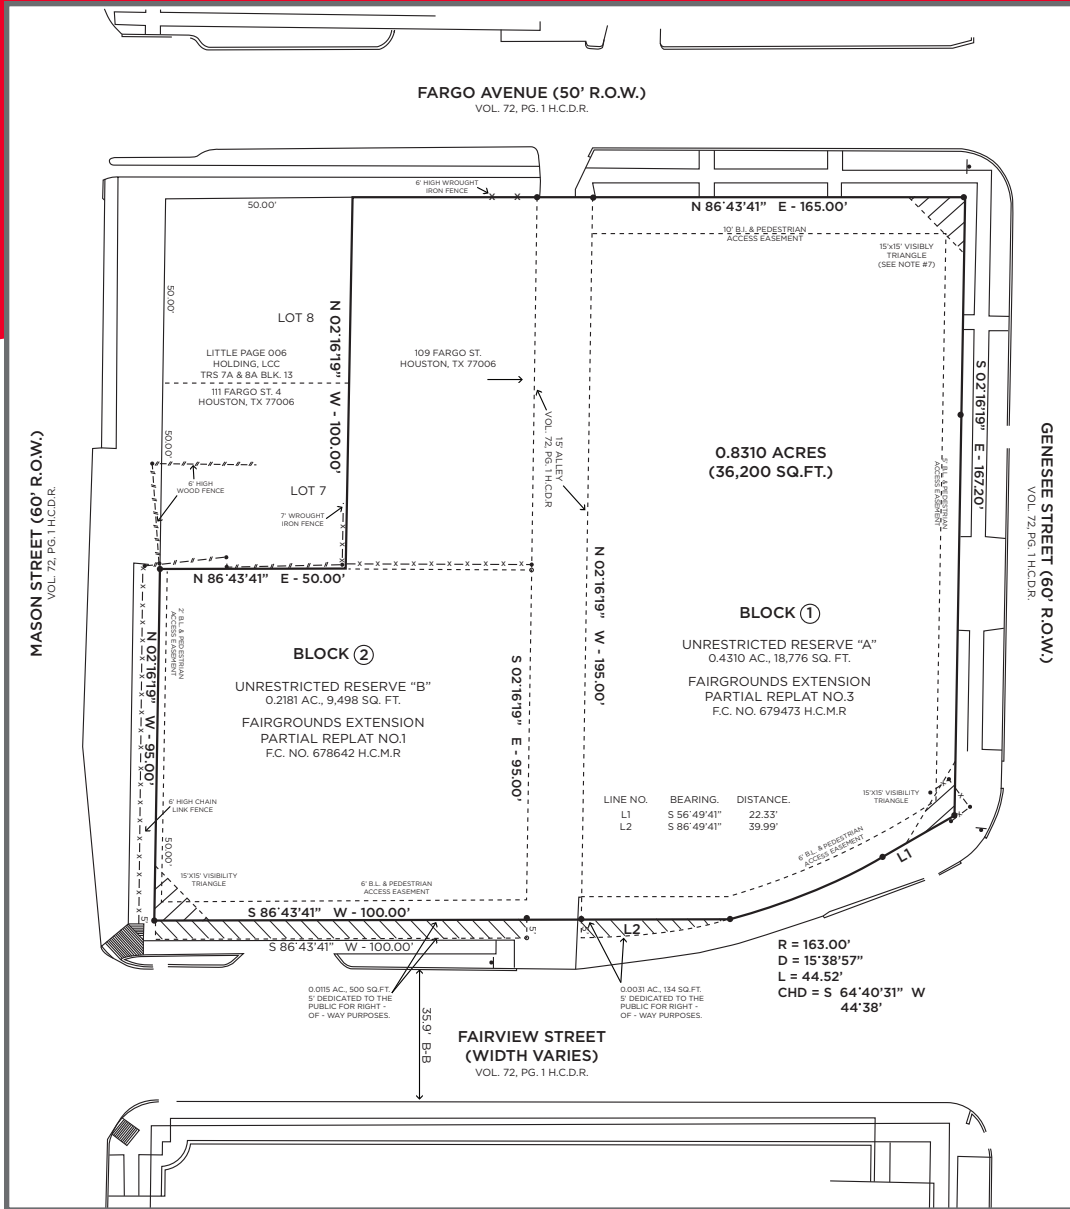 FARGO AVENUE (50' R.O.W.)
VOL. 72, PG. 1 H.C.D.R.
6' HIGH WROUGHT
IRON FENCE
50.00'
N 86°43'41" E - 165.00'
10' B.I. & PEDESTRIAN
ACCESS EASEMENT
15'x15' VISIBLY
TRIANGLE
(SEE NOTE #7)
50.00'
LOT 8
N 02°16'19" W - 100.00'
LITTLE PAGE 006
HOLDING, LCC
TRS 7A & 8A BLK. 13
111 FARGO ST. 4
HOUSTON, TX 77006
109 FARGO ST.
HOUSTON, TX 77006
15' ALLEY
VOL. 72, PG. 1 H.C.D.R
S 02°16'19" E - 167.20'
0.8310 ACRES
(36,200 SQ.FT.)
5' B.L. & PEDESTRIAN
ACCESS EASEMENT
MASON STREET (60' R.O.W.)
VOL. 72, PG. 1 H.C.D.R.
GENESEE STREET (60' R.O.W.)
VOL. 72, PG. 1 H.C.D.R.
50.00'
6' HIGH
WOOD FENCE
LOT 7
7' WROUGHT
IRON FENCE
N 86°43'41" E - 50.00'
N 02°16'19" W - 195.00'
2' B.L. & PEDESTRIAN
ACCESS EASEMENT
N 02°16'19" W - 95.00'
BLOCK 2
UNRESTRICTED RESERVE "B"
0.2181 AC., 9,498 SQ. FT.
FAIRGROUNDS EXTENSION
PARTIAL REPLAT NO.1
F.C. NO. 678642 H.C.M.R
S 02°16'19" E - 95.00'
BLOCK 1
UNRESTRICTED RESERVE "A"
0.4310 AC., 18,776 SQ. FT.
FAIRGROUNDS EXTENSION
PARTIAL REPLAT NO.3
F.C. NO. 679473 H.C.M.R
LINE NO. BEARING. DISTANCE.
L1 S 56°49'41" 22.33'
L2 S 86°49'41" 39.99'
15'X15' VISIBILITY
TRIANGLE
6' B.L. & PEDESTRIAN
ACCESS EASEMENT
L1
6' HIGH CHAIN
LINK FENCE
50.00'
15'X15' VISIBILITY
TRIANGLE
6' B.L. & PEDESTRIAN
ACCESS EASEMENT
S 86°43'41" W - 100.00'
5'
5'
5'
L2
S 86°43'41" W - 100.00'
R = 163.00'
D = 15°38'57"
L = 44.52'
CHD = S 64°40'31" W
44°38'
0.0115 AC., 500 SQ.FT.
5' DEDICATED TO THE
PUBLIC FOR RIGHT -
OF - WAY PURPOSES.
0.0031 AC., 134 SQ.FT.
5' DEDICATED TO THE
PUBLIC FOR RIGHT -
OF - WAY PURPOSES.
35.9' B-B
FAIRVIEW STREET
(WIDTH VARIES)
VOL. 72, PG. 1 H.C.D.R.